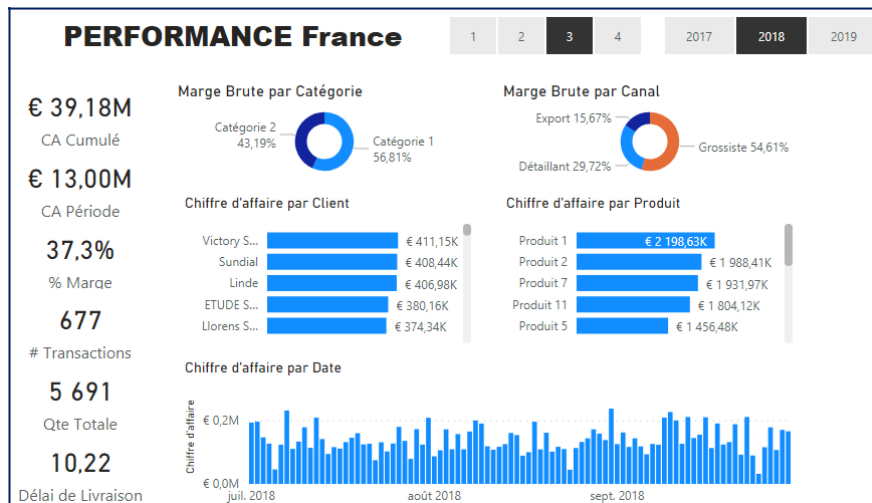 PERFORMANCE France
1 2 3 4 2017 2018 2019
€ 39,18M
CA Cumulé
€ 13,00M
CA Période
37,3%
% Marge
677
# Transactions
5 691
Qte Totale
10,22
Délai de Livraison
Marge Brute par Catégorie
Catégorie 2
43,19%
Catégorie 1
56,81%
Marge Brute par Canal
Export 15,67%
Grossiste 54,61%
Détaillant 29,72%
Chiffre d'affaire par Client
Victory S... € 411,15K
Sundial € 408,44K
Linde € 406,98K
ETUDE S... € 380,16K
Llorens S... € 374,34K
Chiffre d'affaire par Produit
Produit 1 € 2 198,63K
Produit 2 € 1 988,41K
Produit 7 € 1 931,97K
Produit 11 € 1 804,12K
Produit 5 € 1 456,48K
Chiffre d'affaire par Date
Chiffre d'affaire
€ 0,2M
€ 0,0M
juil. 2018 août 2018 sept. 2018